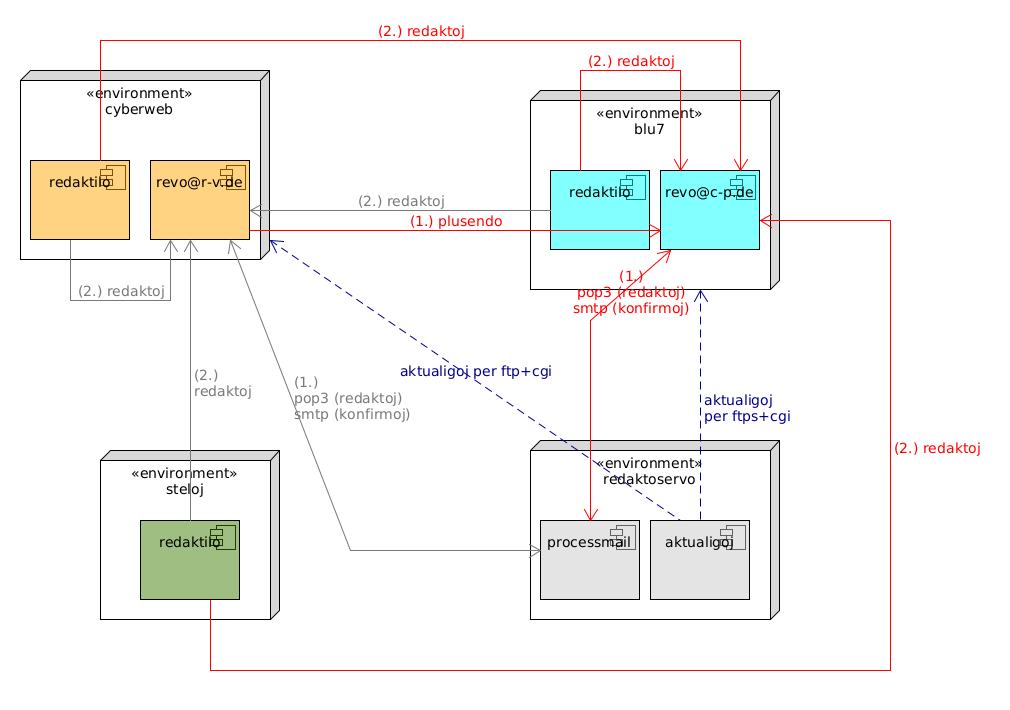 (2.) redaktoj
(2.) redaktoj
«environment»
cyberweb
«environment»
blu7
redaktilo
revo@r-v.de
redaktilo
revo@c-p.de
(2.) redaktoj
(1.) plusendo
(2.) redaktoj
(1.)
pop3 (redaktoj)
smtp (konfirmoj)
aktualigoj per ftp+cgi
(2.)
redaktoj
(1.)
pop3 (redaktoj)
smtp (konfirmoj)
aktualigoj
per ftps+cgi
(2.) redaktoj
«environment»
steloj
«environment»
redaktoservo
redaktilo
processmail
aktualigoj